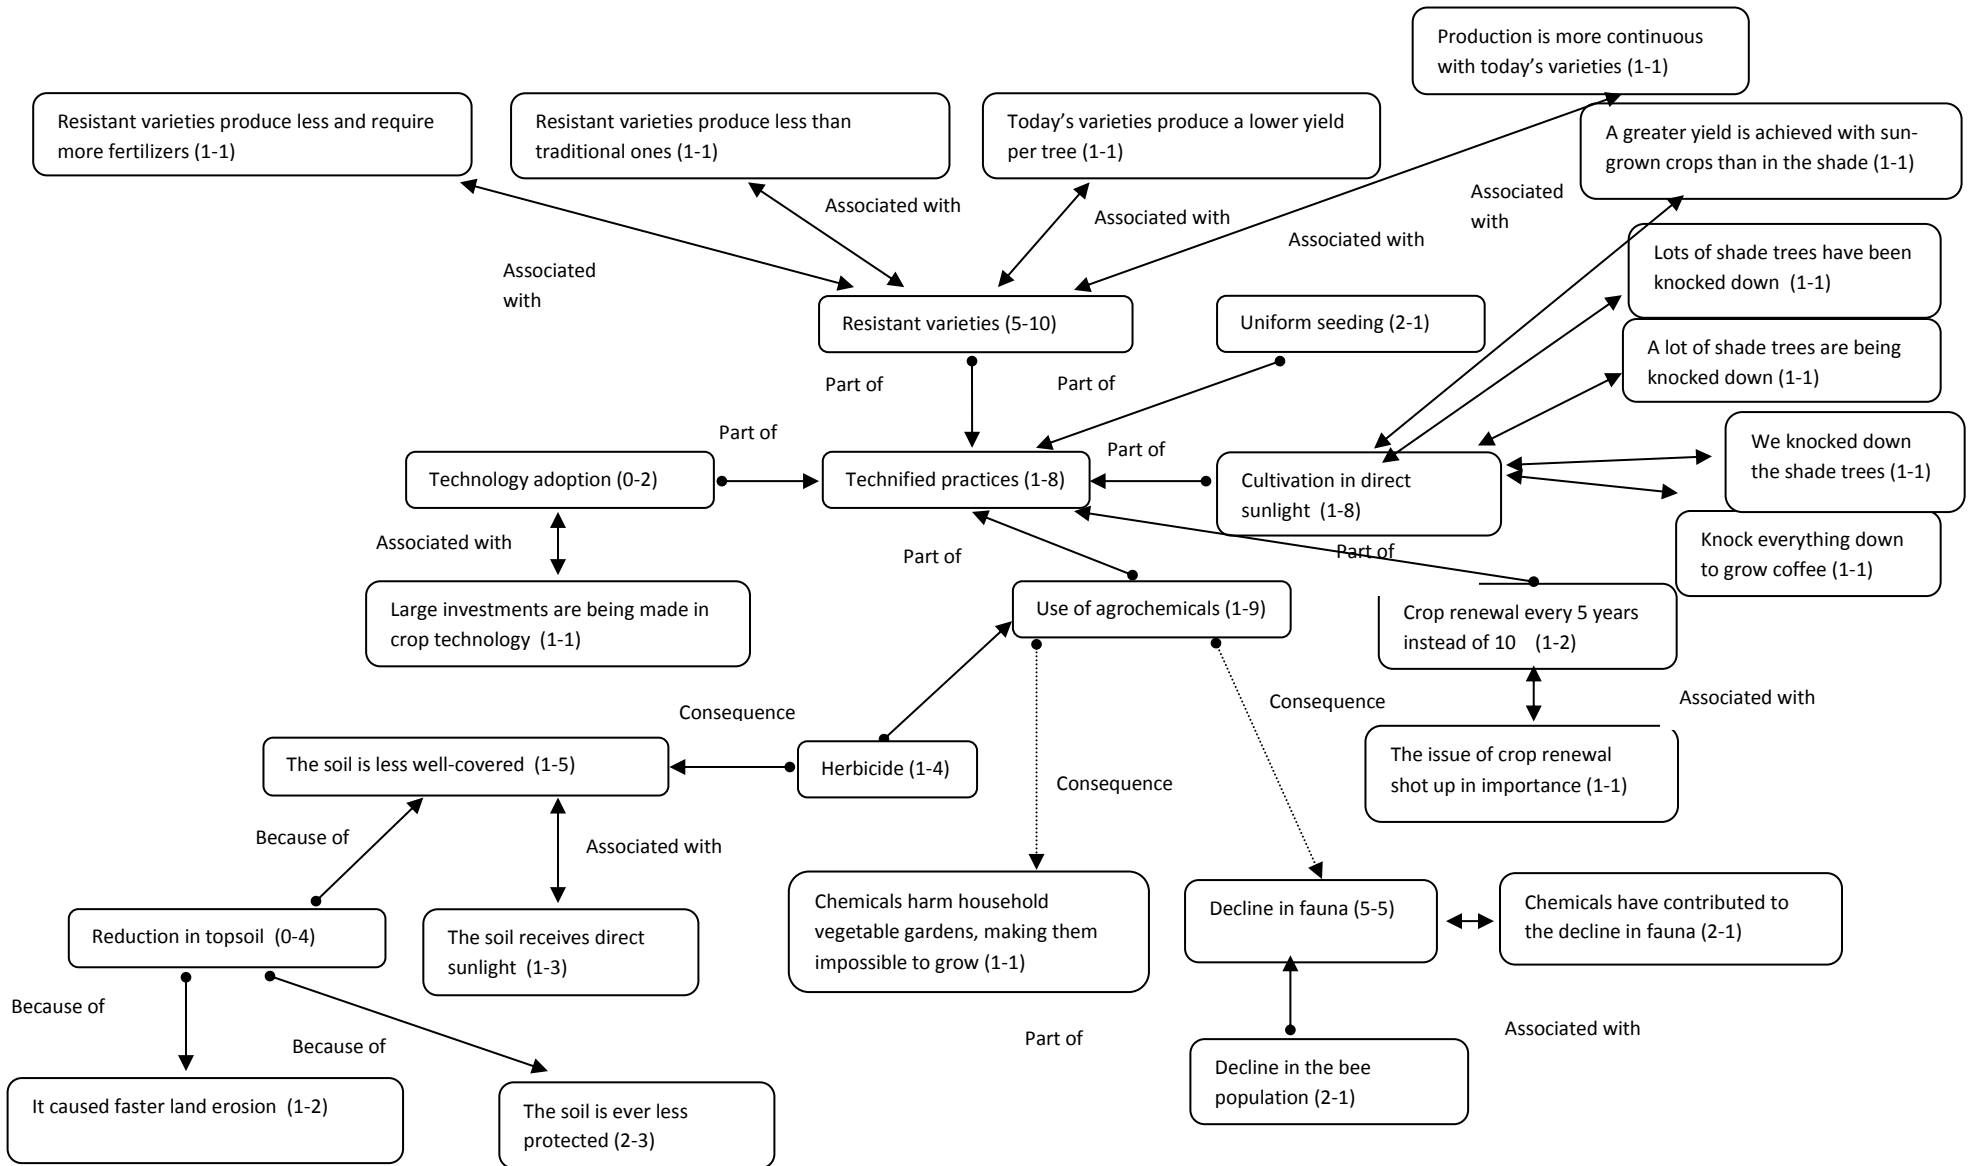 Production is more continuous
with today’s varieties (1-1)
Resistant varieties produce less and require
more fertilizers (1-1)
Resistant varieties produce less than
traditional ones (1-1)
Today’s varieties produce a lower yield
per tree (1-1)
A greater yield is achieved with sun-
grown crops than in the shade (1-1)
Associated with
Associated with
Associated with
Associated
with
Associated
with
Lots of shade trees have been
knocked down (1-1)
Resistant varieties (5-10)
Uniform seeding (2-1)
A lot of shade trees are being
knocked down (1-1)
Part of
Part of
Part of
Part of
We knocked down
the shade trees (1-1)
Technology adoption (0-2)
Technified practices (1-8)
Cultivation in direct
sunlight (1-8)
Associated with
Part of
Part of
Knock everything down
to grow coffee (1-1)
Large investments are being made in
crop technology (1-1)
Use of agrochemicals (1-9)
Crop renewal every 5 years
instead of 10 (1-2)
Consequence
Consequence
Associated with
The soil is less well-covered (1-5)
Herbicide (1-4)
Consequence
The issue of crop renewal
shot up in importance (1-1)
Because of
Associated with
Reduction in topsoil (0-4)
The soil receives direct
sunlight (1-3)
Chemicals harm household
vegetable gardens, making them
impossible to grow (1-1)
Decline in fauna (5-5)
Chemicals have contributed to
the decline in fauna (2-1)
Because of
Because of
Part of
Associated with
It caused faster land erosion (1-2)
The soil is ever less
protected (2-3)
Decline in the bee
population (2-1)